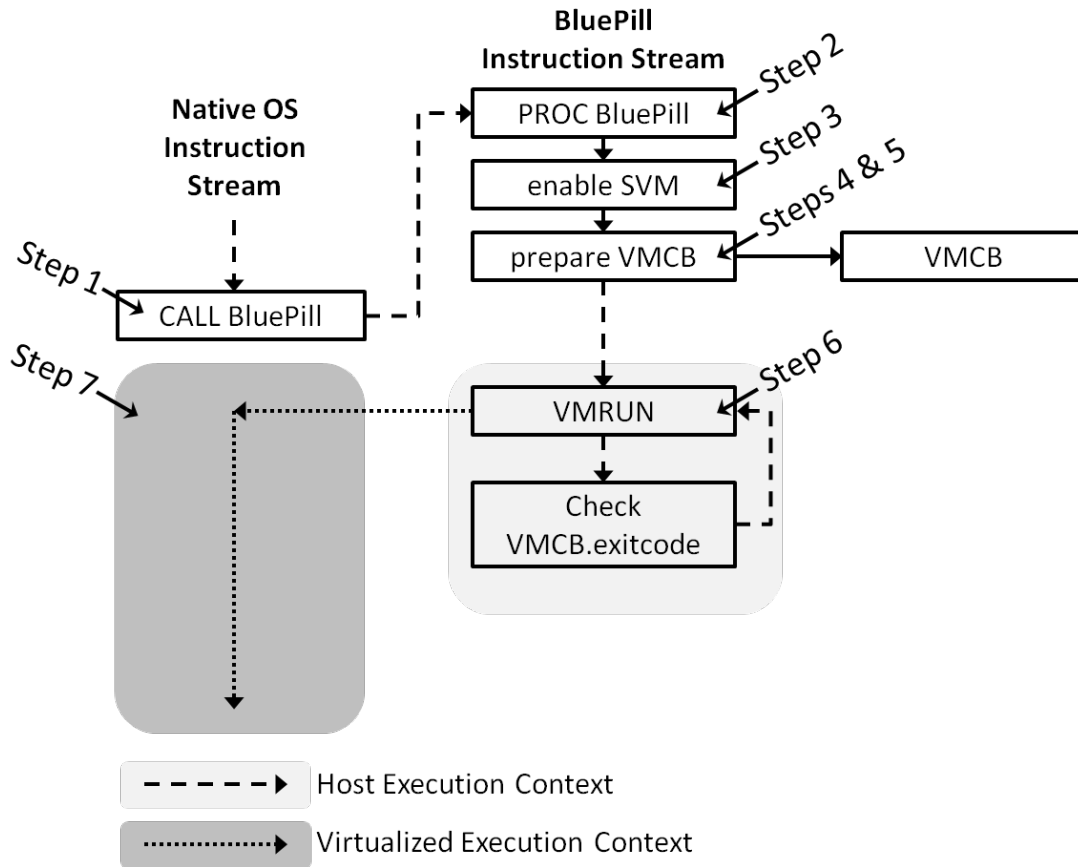 BluePill
Instruction Stream
Step 2
PROC BluePill
Native OS
Instruction
Stream
Step 3
enable SVM
Steps 4 & 5
prepare VMCB
VMCB
Step 1
CALL BluePill
Step 7
Step 6
VMRUN
Check
VMCB.exitcode
Host Execution Context
Virtualized Execution Context